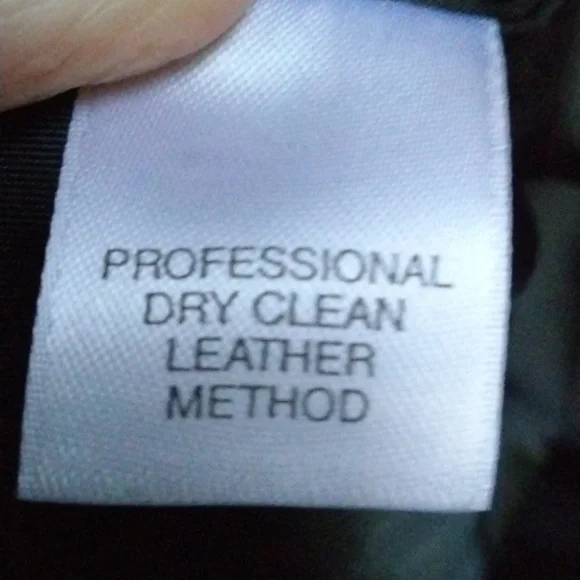 PROFESSIONAL
DRY CLEAN
LEATHER
METHOD